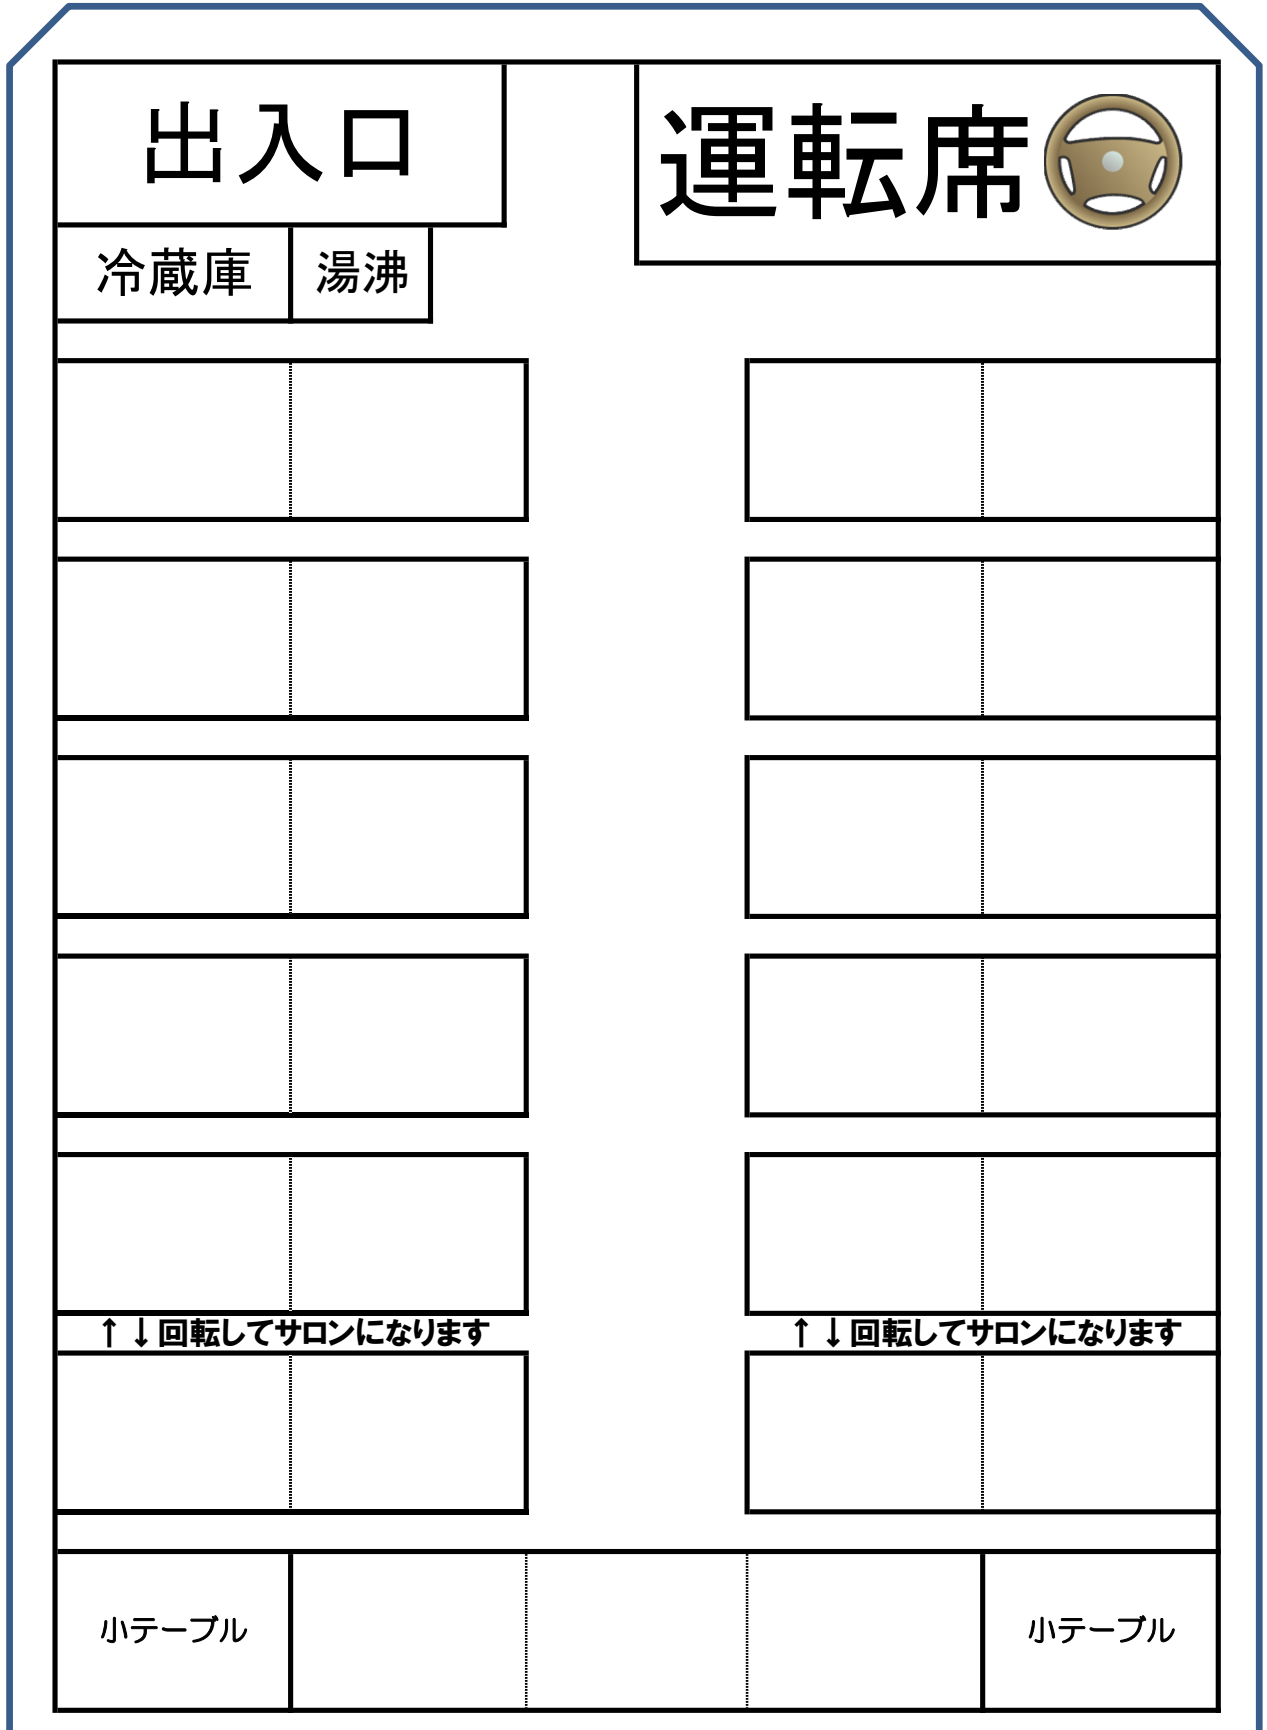 出入口
運転席
冷蔵庫
湯沸
↑↓回転してサロンになります
↑↓回転してサロンになります
小テーブル
小テーブル